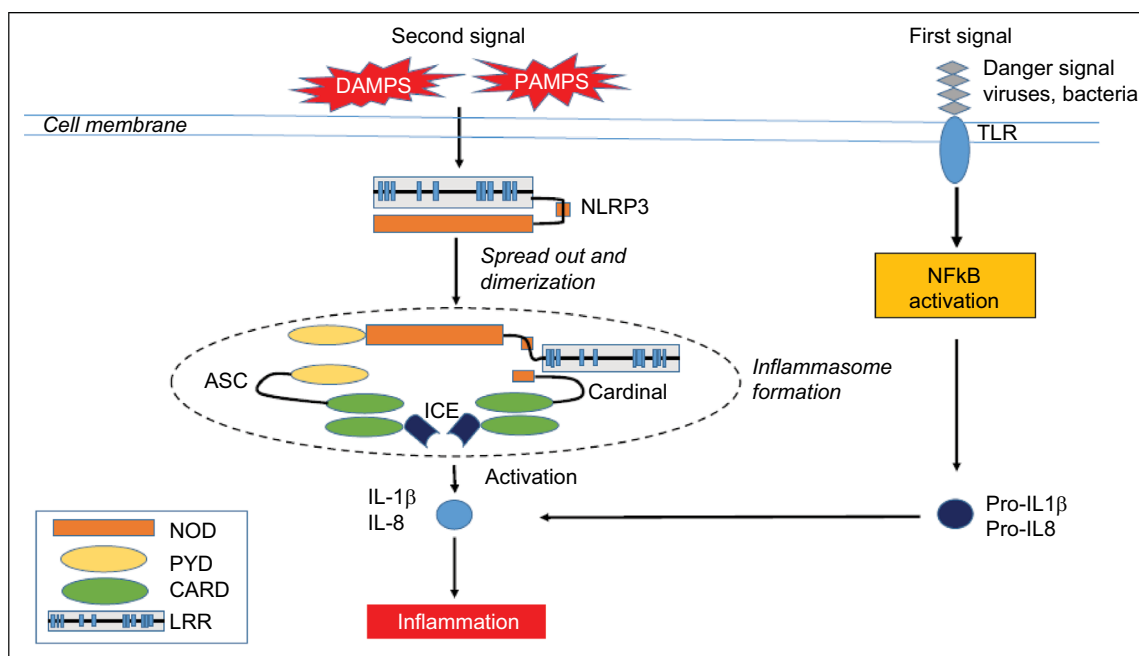 Second signal
First signal
DAMPS
PAMPS
Danger signal
viruses, bacteria
Cell membrane
TLR
NLRP3
Spread out and
dimerization
NFkB
activation
ASC
Cardinal
ICE
Inflammasome
formation
Activation
IL-1β
IL-8
Pro-IL1β
Pro-IL8
NOD
PYD
CARD
LRR
Inflammation